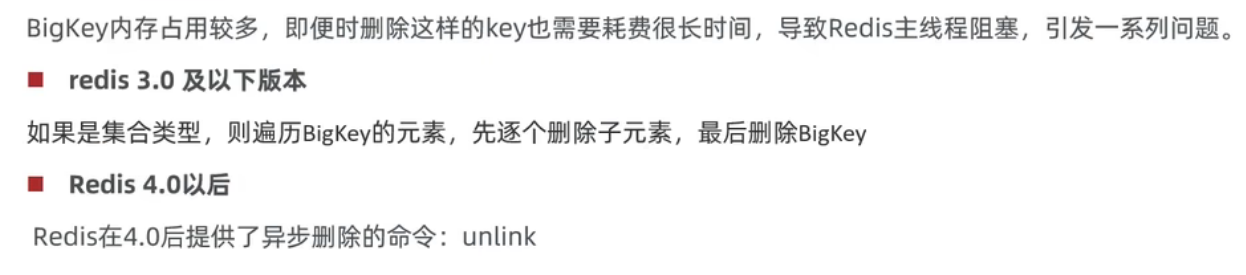 BigKey内存占用较多，即便时删除这样的key也需要耗费很长时间，导致Redis主线程阻塞，引发一系列问题。
redis 3.0 及以下版本
如果是集合类型，则遍历BigKey的元素，先逐个删除子元素，最后删除BigKey
Redis 4.0以后
Redis在4.0后提供了异步删除的命令：unlink